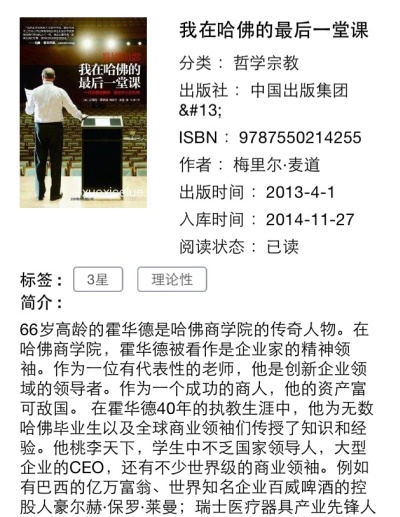 我在哈佛的最后一堂课
我在哈佛的
最后一堂课
分类： 哲学宗教
出版社： 中国出版集团
&#13;
ISBN： 9787550214255
作者： 梅里尔·麦道
出版时间： 2013-4-1
入库时间： 2014-11-27
阅读状态： 已读
标签： 3星 理论性
简介：
66岁高龄的霍华德是哈佛商学院的传奇人物。在
哈佛商学院，霍华德被看作是企业家的精神领
袖。作为一位有代表性的老师，他是创新企业领
域的领导者。作为一个成功的商人，他的资产富
可敌国。 在霍华德40年的执教生涯中，他为无数
哈佛毕业生以及全球商业领袖们传授了知识和经
验。他桃李天下，学生中不乏国家领导人，大型
企业的CEO，还有不少世界级的商业领袖。例如
有巴西的亿万富翁、世界知名企业百威啤酒的控
股人豪尔赫·保罗·莱曼；瑞士医疗器具产业先锋人